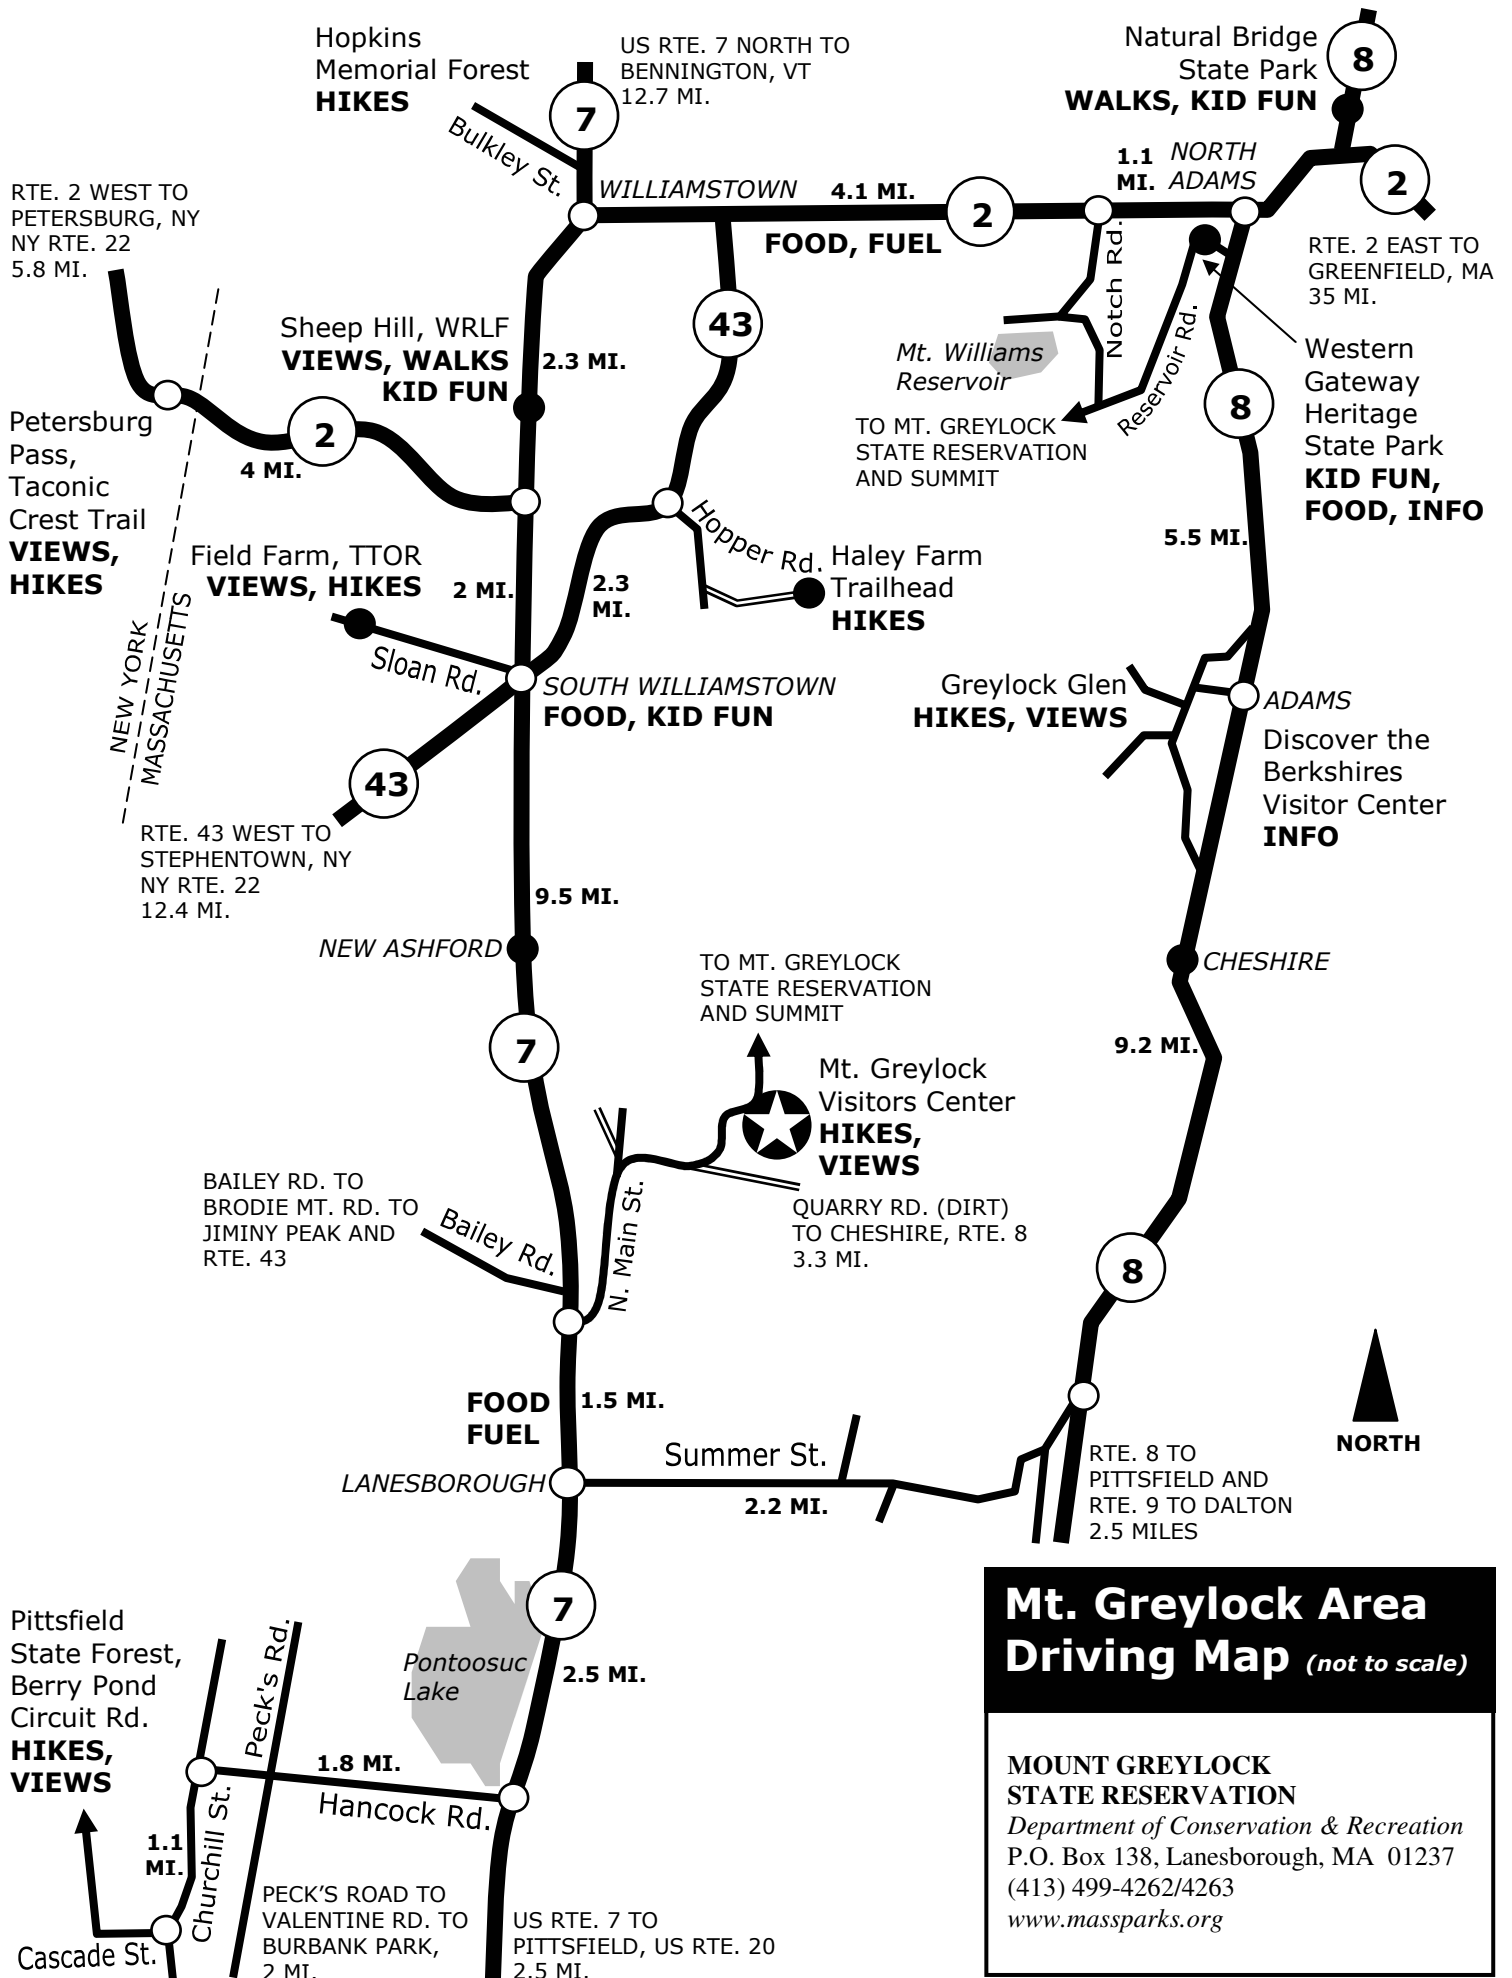 Hopkins
Memorial Forest
HIKES
US RTE. 7 NORTH TO
BENNINGTON, VT
12.7 MI.
7
Bulkley St.
Natural Bridge
State Park
WALKS, KID FUN
8
RTE. 2 WEST TO
PETERSBURG, NY
NY RTE. 22
5.8 MI.
WILLIAMSTOWN
4.1 MI.
2
FOOD, FUEL
1.1
MI.
NORTH
ADAMS
2
RTE. 2 EAST TO
GREENFIELD, MA
35 MI.
Sheep Hill, WRLF
VIEWS, WALKS
KID FUN
2.3 MI.
43
Notch Rd.
Mt. Williams
Reservoir
Reservoir Rd.
TO MT. GREYLOCK
STATE RESERVATION
AND SUMMIT
8
Western
Gateway
Heritage
State Park
KID FUN,
FOOD, INFO
Petersburg
Pass,
Taconic
Crest Trail
VIEWS,
HIKES
2
4 MI.
Field Farm, TTOR
VIEWS, HIKES
2 MI.
2.3
MI.
Hopper Rd.
Haley Farm
Trailhead
HIKES
5.5 MI.
NEW YORK
MASSACHUSETTS
Sloan Rd.
SOUTH WILLIAMSTOWN
FOOD, KID FUN
Greylock Glen
HIKES, VIEWS
ADAMS
Discover the
Berkshires
Visitor Center
INFO
43
RTE. 43 WEST TO
STEPHENTOWN, NY
NY RTE. 22
12.4 MI.
9.5 MI.
NEW ASHFORD
TO MT. GREYLOCK
STATE RESERVATION
AND SUMMIT
CHESHIRE
7
9.2 MI.
Mt. Greylock
Visitors Center
HIKES,
VIEWS
BAILEY RD. TO
BRODIE MT. RD. TO
JIMINY PEAK AND
RTE. 43
Bailey Rd.
N. Main St.
QUARRY RD. (DIRT)
TO CHESHIRE, RTE. 8
3.3 MI.
8
FOOD
FUEL
1.5 MI.
NORTH
LANESBOROUGH
Summer St.
2.2 MI.
RTE. 8 TO
PITTSFIELD AND
RTE. 9 TO DALTON
2.5 MILES
7
Pontoosuc
Lake
2.5 MI.
Pittsfield
State Forest,
Berry Pond
Circuit Rd.
HIKES,
VIEWS
Peck's Rd.
1.8 MI.
Hancock Rd.
1.1
MI.
Churchill St.
Cascade St.
PECK’S ROAD TO
VALENTINE RD. TO
BURBANK PARK,
2 MI.
US RTE. 7 TO
PITTSFIELD, US RTE. 20
2.5 MI.
Mt. Greylock Area
Driving Map (not to scale)
MOUNT GREYLOCK
STATE RESERVATION
Department of Conservation & Recreation
P.O. Box 138, Lanesborough, MA  01237
(413) 499-4262/4263
www.massparks.org